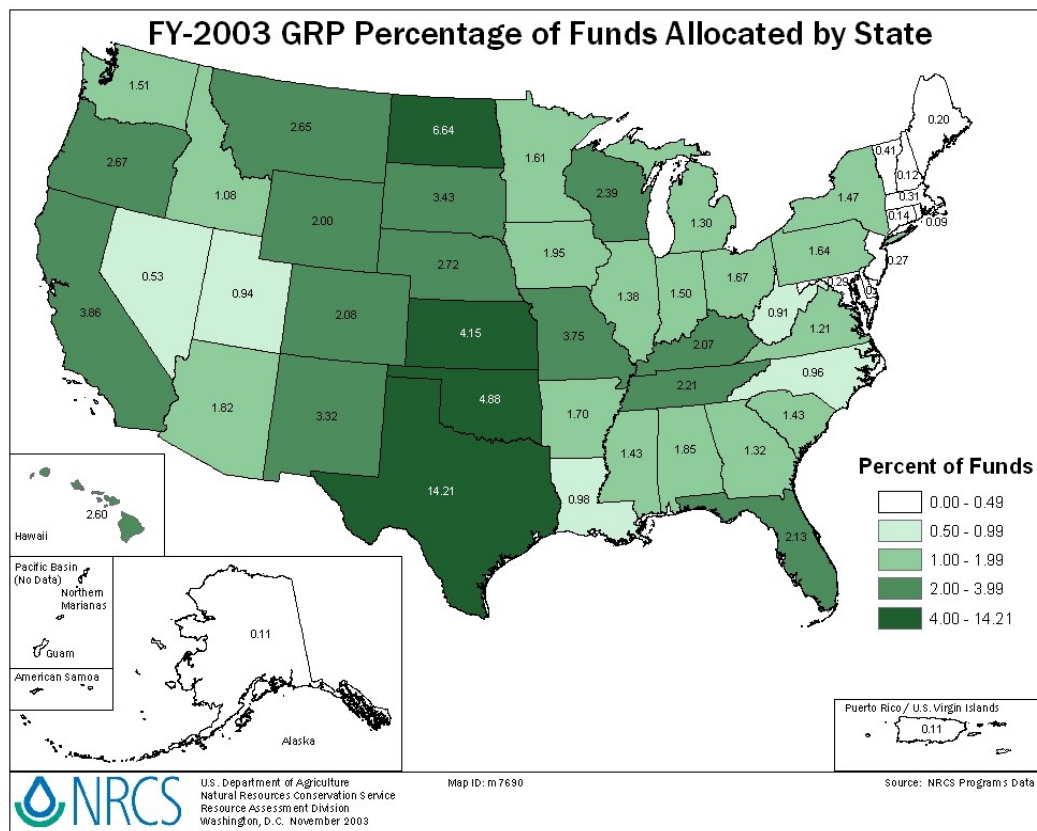 FY-2003 GRP Percentage of Funds Allocated by State
1.51
2.65
6.64
1.61
0.20
0.41
0.12
2.67
1.08
2.00
3.43
2.39
1.30
1.47
0.31
0.14
0.09
0.53
0.94
2.08
2.72
1.95
1.38
1.50
1.67
1.64
0.27
0.29
3.86
4.15
3.75
2.07
0.91
1.21
1.82
3.32
4.88
1.70
2.21
0.96
14.21
0.98
1.43
1.85
1.32
1.43
2.13
Percent of Funds
0.00 - 0.49
0.50 - 0.99
1.00 - 1.99
2.00 - 3.99
4.00 - 14.21
2.60
Hawaii
Pacific Basin
(No Data)
Northern
Marianas
Guam
American Samoa
0.11
Alaska
Puerto Rico / U.S. Virgin Islands
0.11
NRCS
U.S. Department of Agriculture
Natural Resources Conservation Service
Resource Assessment Division
Washington, D.C. November 2003
Map ID: m7690
Source: NRCS Programs Data